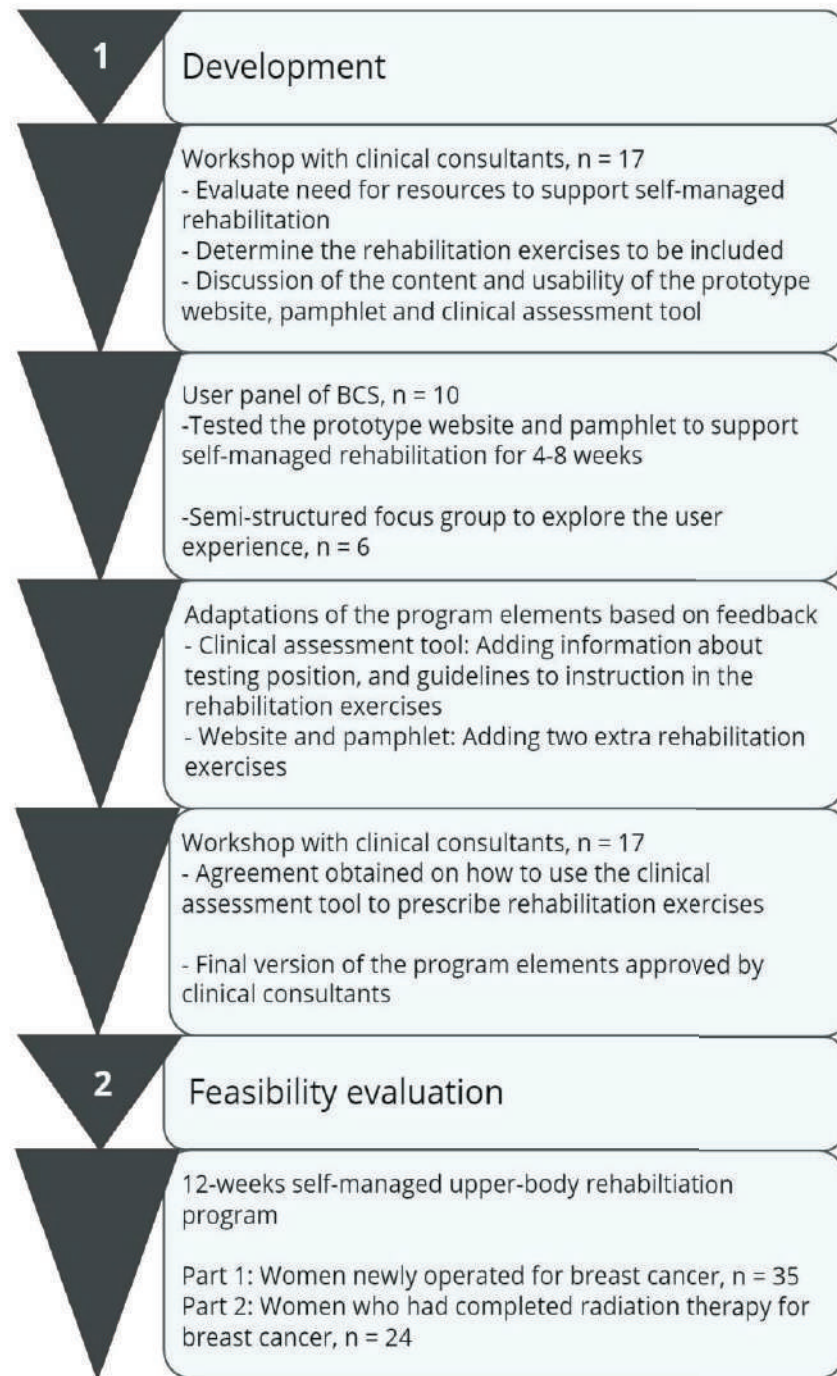 1
Development
Workshop with clinical consultants, n = 17
- Evaluate need for resources to support self-managed
rehabilitation
- Determine the rehabilitation exercises to be included
- Discussion of the content and usability of the prototype
website, pamphlet and clinical assessment tool
User panel of BCS, n = 10
-Tested the prototype website and pamphlet to support
self-managed rehabilitation for 4-8 weeks
-Semi-structured focus group to explore the user
experience, n = 6
Adaptations of the program elements based on feedback
- Clinical assessment tool: Adding information about
testing position, and guidelines to instruction in the
rehabilitation exercises
- Website and pamphlet: Adding two extra rehabilitation
exercises
Workshop with clinical consultants, n = 17
- Agreement obtained on how to use the clinical
assessment tool to prescribe rehabilitation exercises
- Final version of the program elements approved by
clinical consultants
2
Feasibility evaluation
12-weeks self-managed upper-body rehabiltiation
program
Part 1: Women newly operated for breast cancer, n = 35
Part 2: Women who had completed radiation therapy for
breast cancer, n = 24